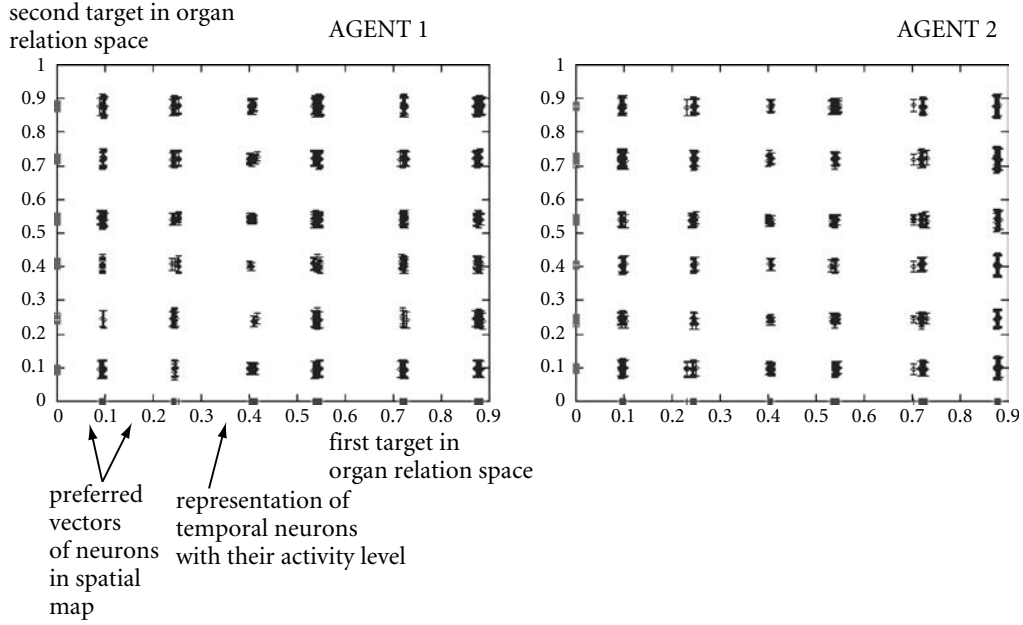 second target in organ
relation space
AGENT 1
AGENT 2
1
0.9
0.8
0.7
0.6
0.5
0.4
0.3
0.2
0.1
0
0 0.1 0.2 0.3 0.4 0.5 0.6 0.7 0.8 0.9
1
0.9
0.8
0.7
0.6
0.5
0.4
0.3
0.2
0.1
0
0 0.1 0.2 0.3 0.4 0.5 0.6 0.7 0.8 0.9
first target in
organ relation space
preferred
vectors
of neurons
in spatial
map
representation of
temporal neurons
with their activity level